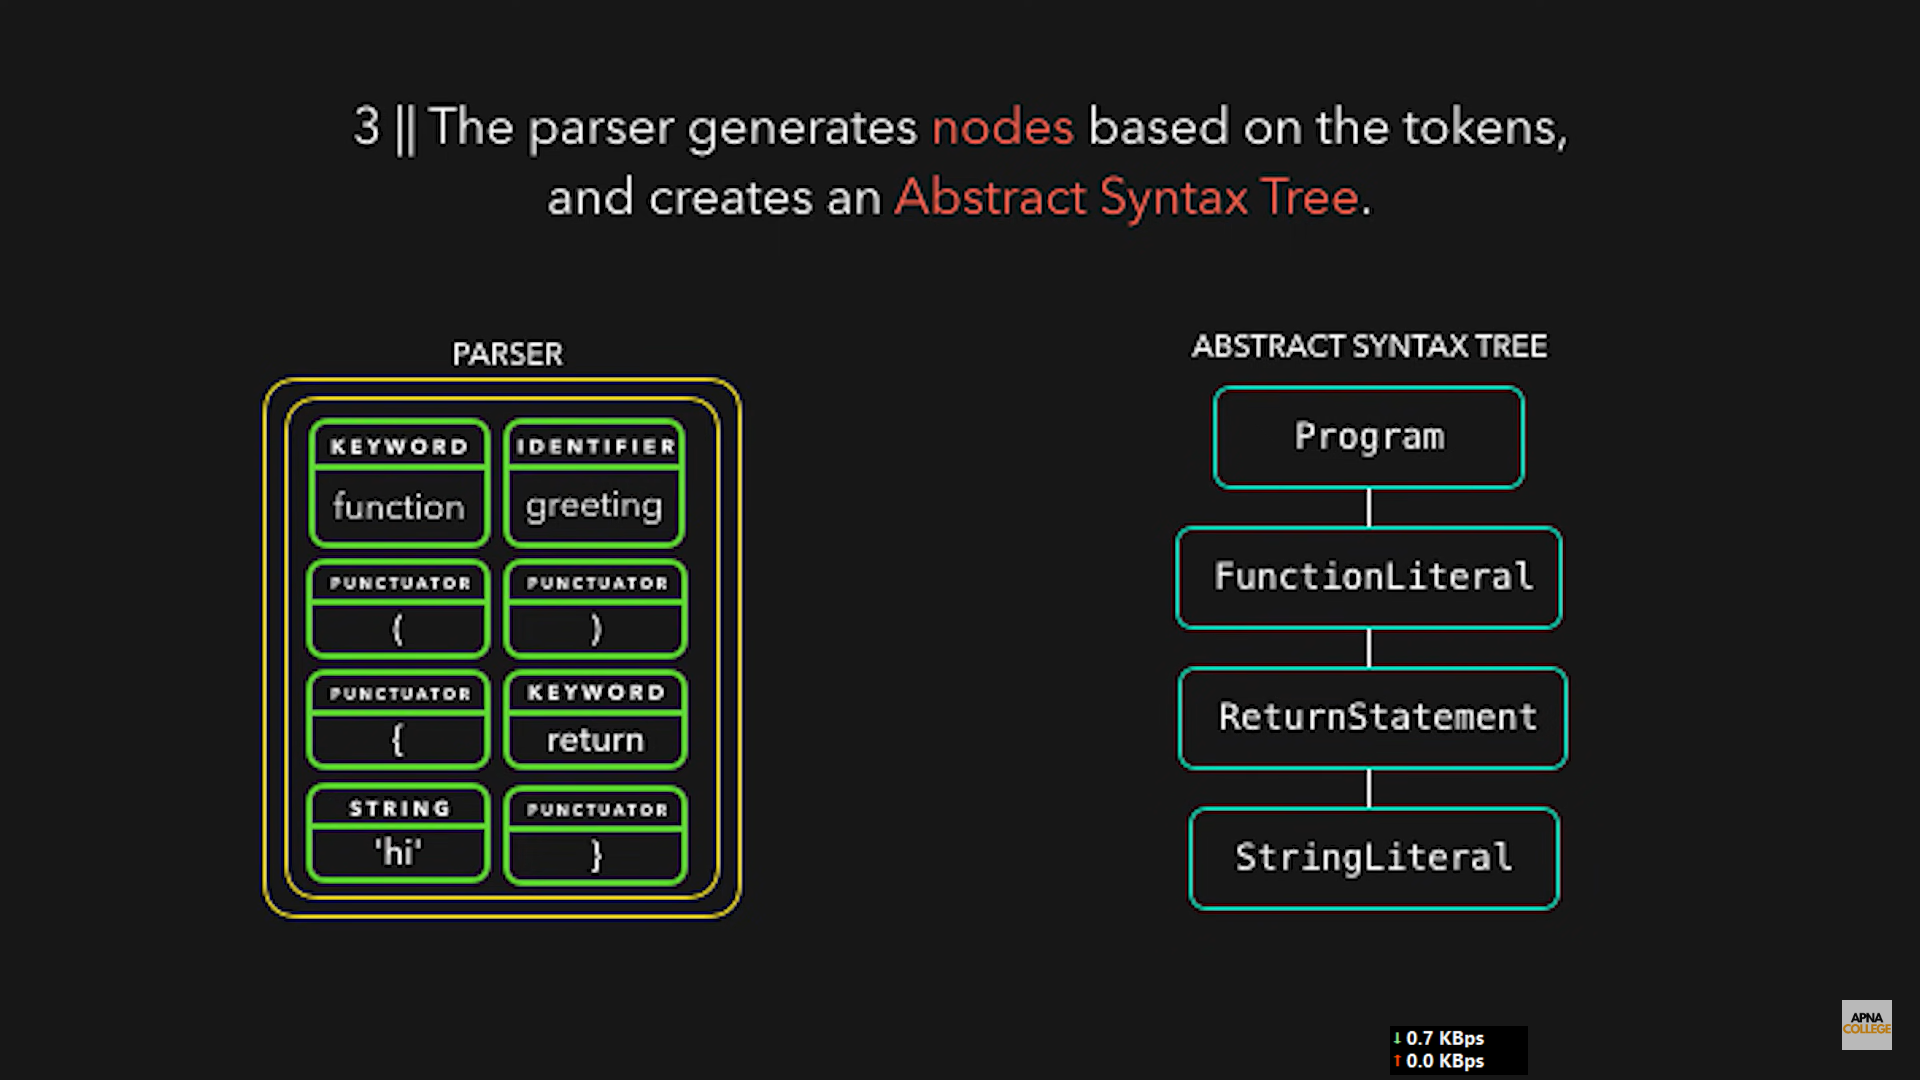 3 || The parser generates nodes based on the tokens,
and creates an Abstract Syntax Tree.
PARSER
KEYWORD
function
IDENTIFIER
greeting
PUNCTUATOR
(
PUNCTUATOR
)
PUNCTUATOR
{
KEYWORD
return
STRING
'hi'
PUNCTUATOR
}
ABSTRACT SYNTAX TREE
Program
FunctionLiteral
ReturnStatement
StringLiteral
↓ 0.7 KBps
↑ 0.0 KBps
APNA
COLLEGE